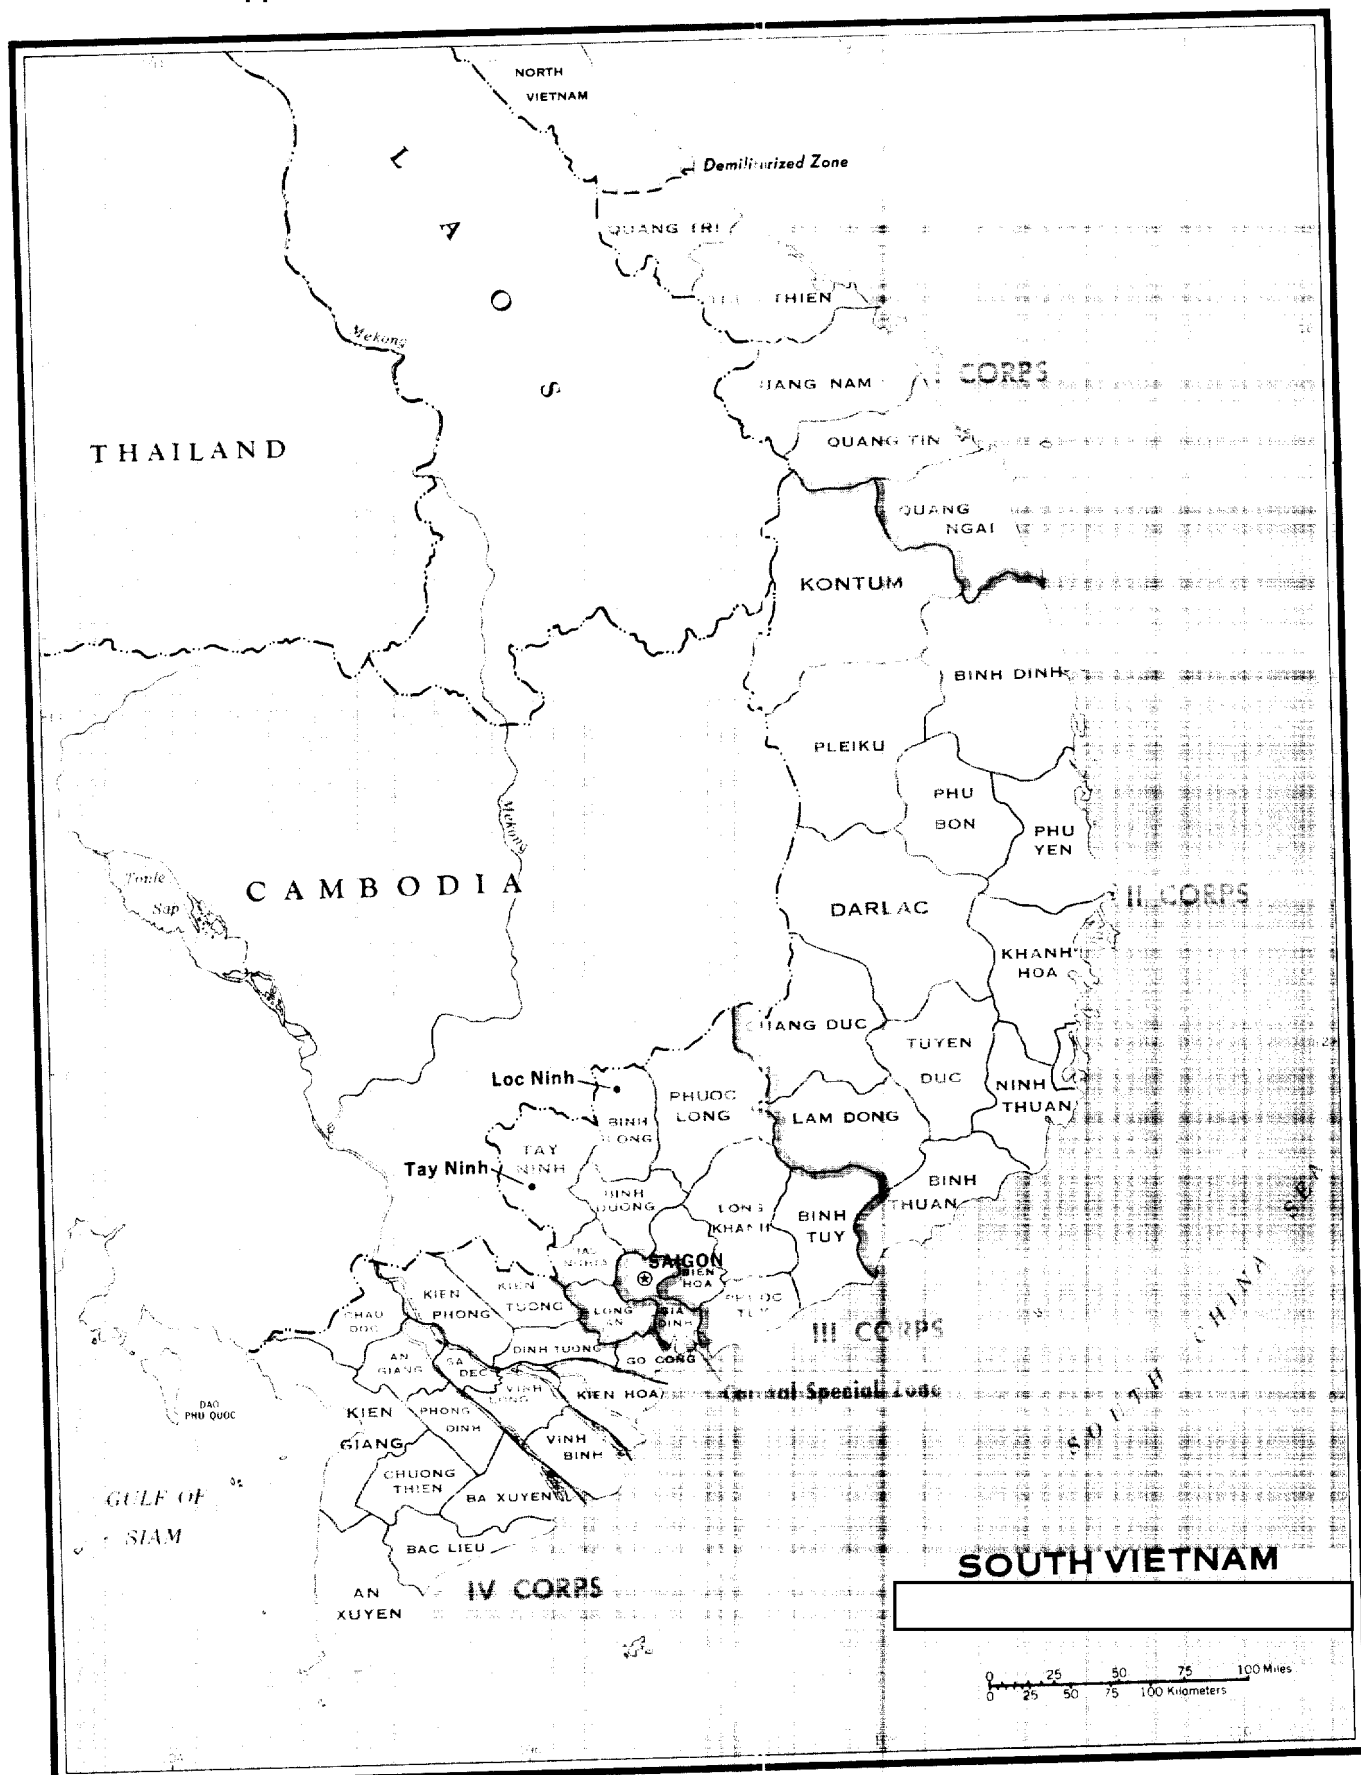 NORTH
VIETNAM
L A O S
Demilitarized Zone
QUANG TRI
THIEN
Mekong
UANG NAM
CORPS
THAILAND
QUANG TIN
QUANG
NGAI
KONTUM
BINH DINH
PLEIKU
PHU
BON
PHU
YEN
Mekong
Tonle
Sap
CAMBODIA
DARLAC
II CORPS
KHANH
HOA
UANG DUC
TUYEN
DUC
Loc Ninh
PHUOC
LONG
NINH
THUAN
LAM DONG
BINH
LONG
TAY
NINH
Tay Ninh
BINH
DUONG
LONG
KHANH
BINH
TUY
BINH
THUAN
SAIGON
BIEN
HOA
KIEN
PHONG
KIEN
TUONG
LONG
AN
GIA
DINH
PHUOC
TUY
CHAU
DOC
III CORPS
AN
GIANG
SA
DEC
DINH TUONG
GO CONG
VINH
LONG
KIEN HOA
Special Zone
DAO
PHU QUOC
KIEN
GIANG
PHONG
DINH
VINH
BINH
CHUONG
THIEN
BA XUYEN
GULF OF
SIAM
BAC LIEU
IV CORPS
AN
XUYEN
SOUTH CHINA SEA
SOUTH VIETNAM
0 25 50 75 100 Miles
0 25 50 75 100 Kilometers